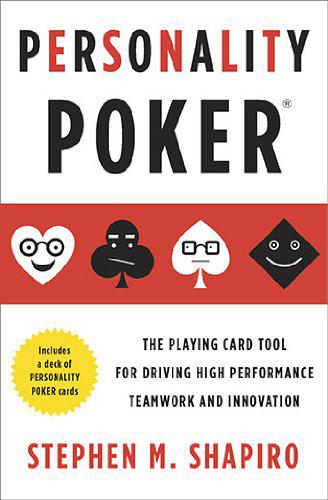 PERSONALITY
POKER®
Includes
a deck of
PERSONALITY
POKER cards
THE PLAYING CARD TOOL
FOR DRIVING HIGH PERFORMANCE
TEAMWORK AND INNOVATION
STEPHEN M. SHAPIRO